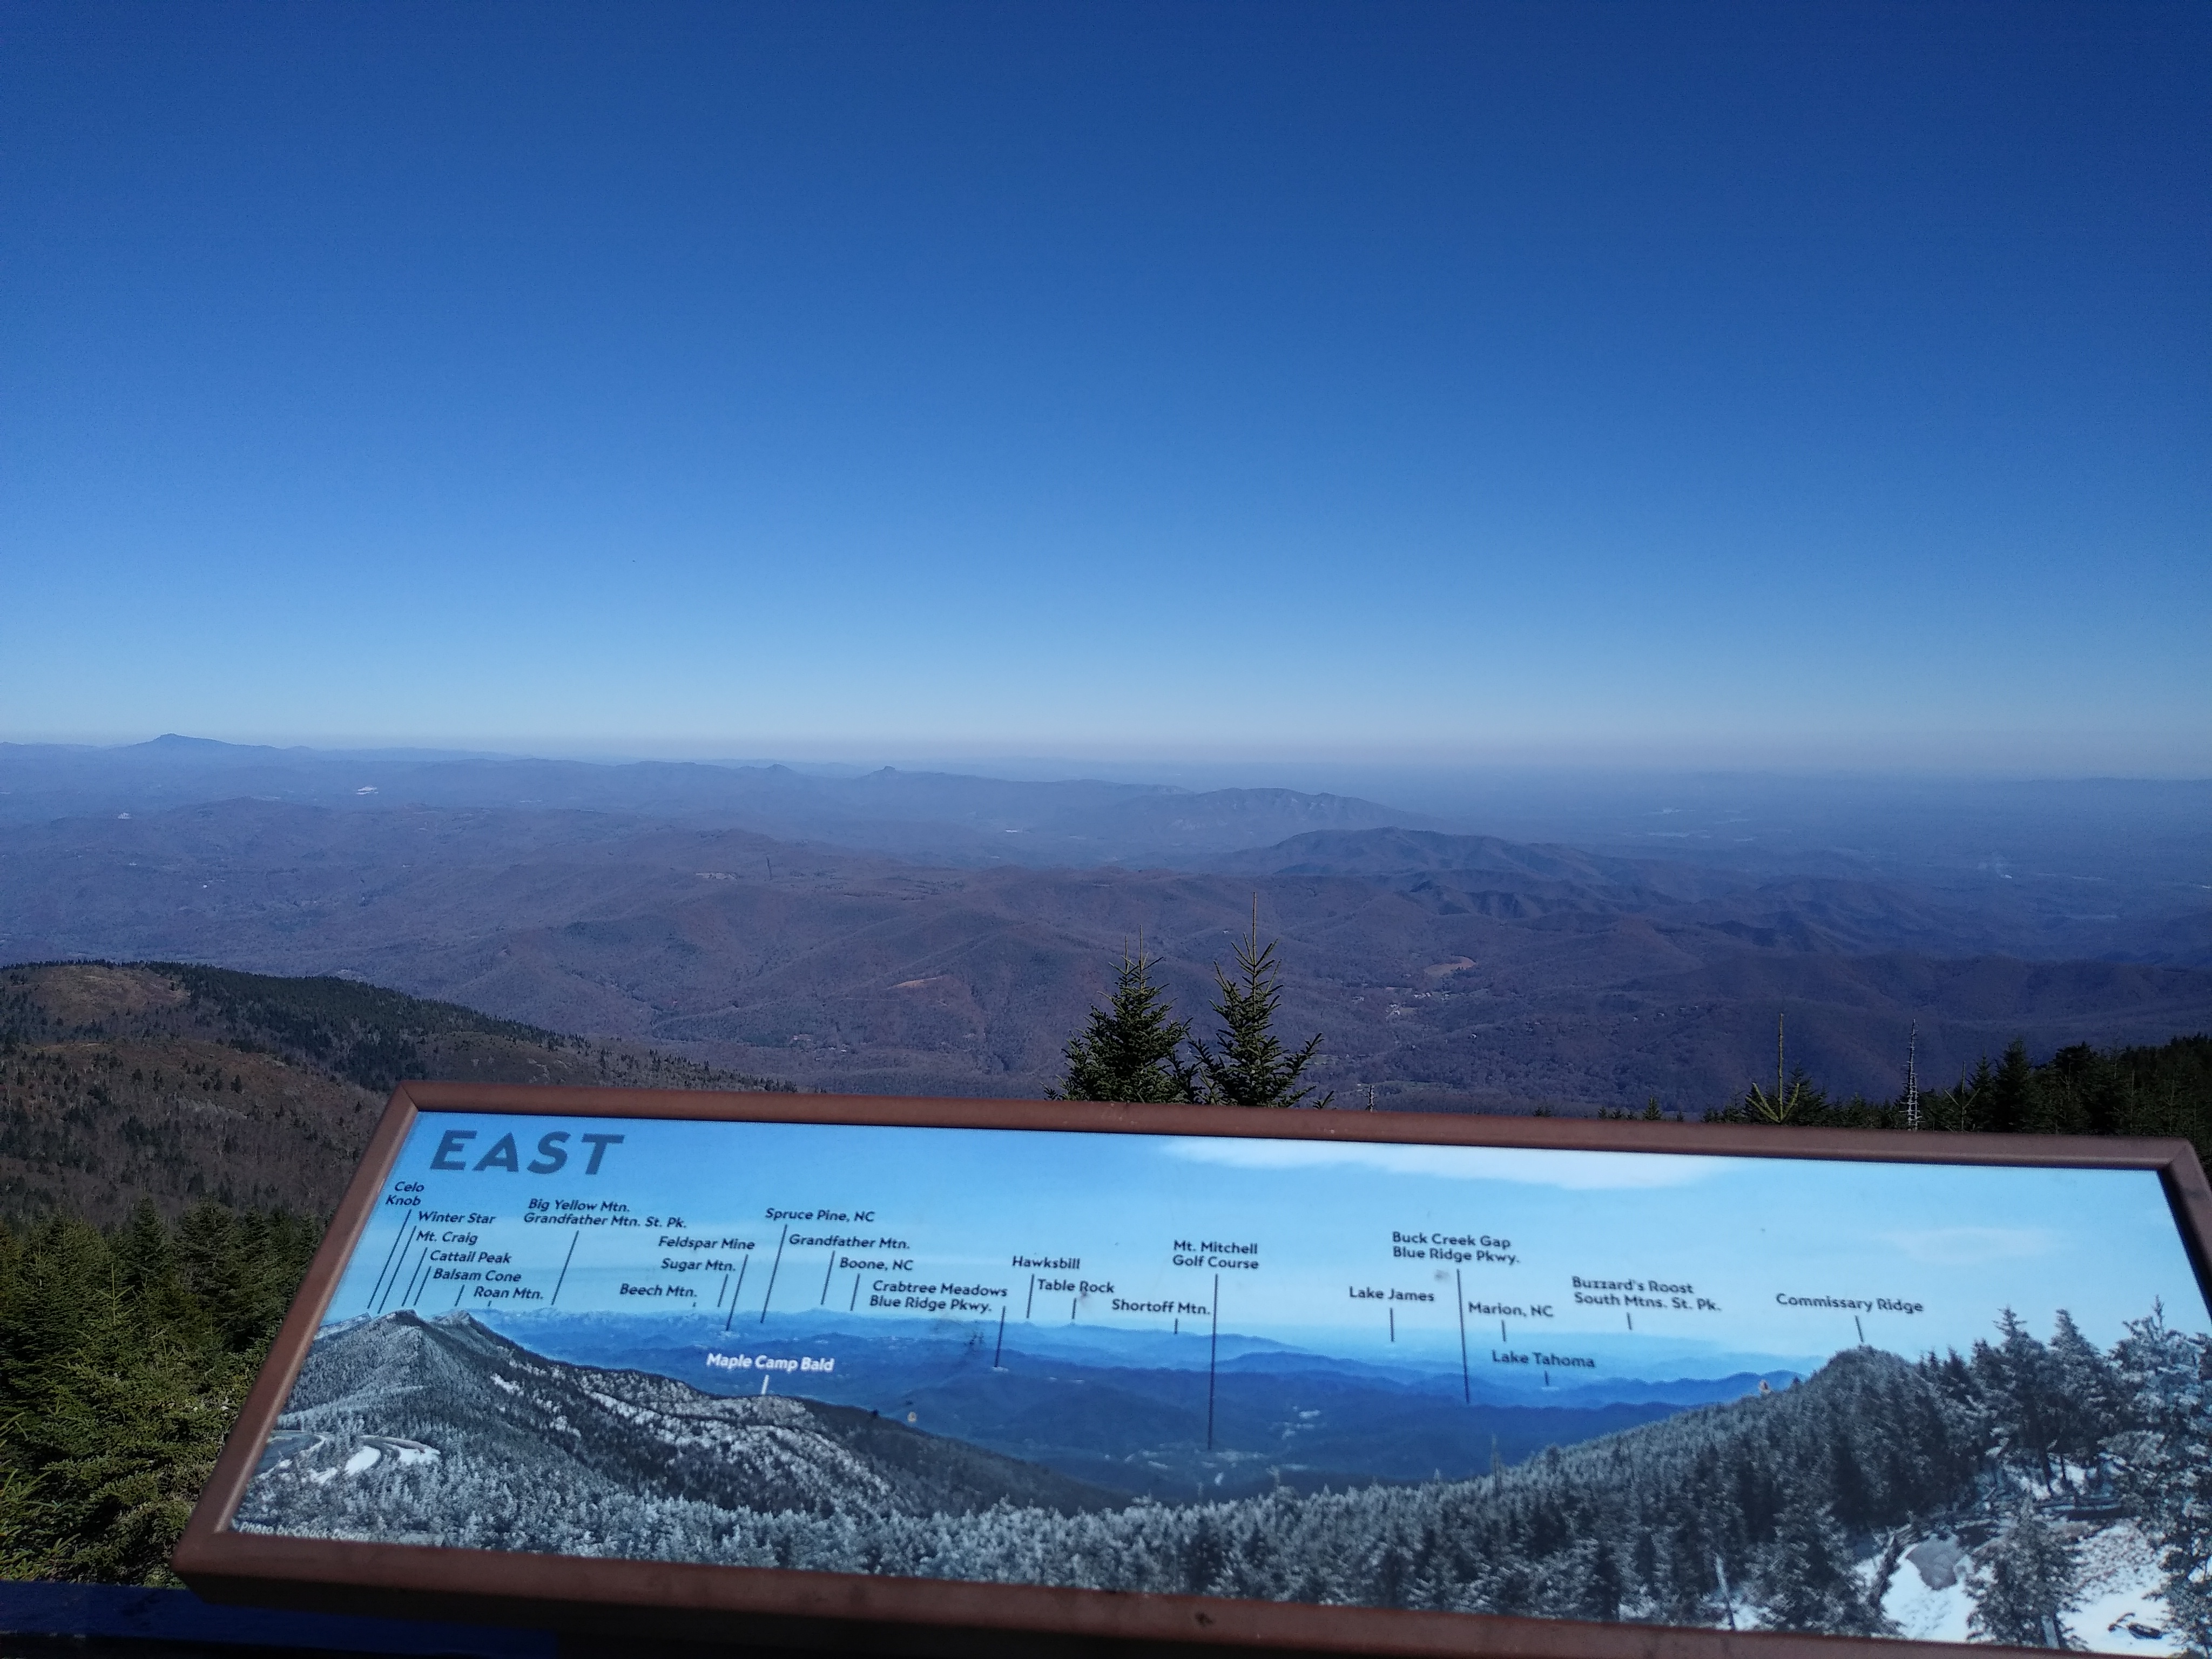 EAST
Celo
Knob
Winter Star
Mt. Craig
Cattail Peak
Balsam Cone
Roan Mtn.
Big Yellow Mtn.
Grandfather Mtn. St. Pk.
Feldspar Mine
Sugar Mtn.
Beech Mtn.
Spruce Pine, NC
Grandfather Mtn.
Boone, NC
Crabtree Meadows
Blue Ridge Pkwy.
Hawksbill
Table Rock
Shortoff Mtn.
Mt. Mitchell
Golf Course
Lake James
Buck Creek Gap
Blue Ridge Pkwy.
Marion, NC
Lake Tahoma
Buzzard's Roost
South Mtns. St. Pk.
Commissary Ridge
Maple Camp Bald
Photo by Chuck